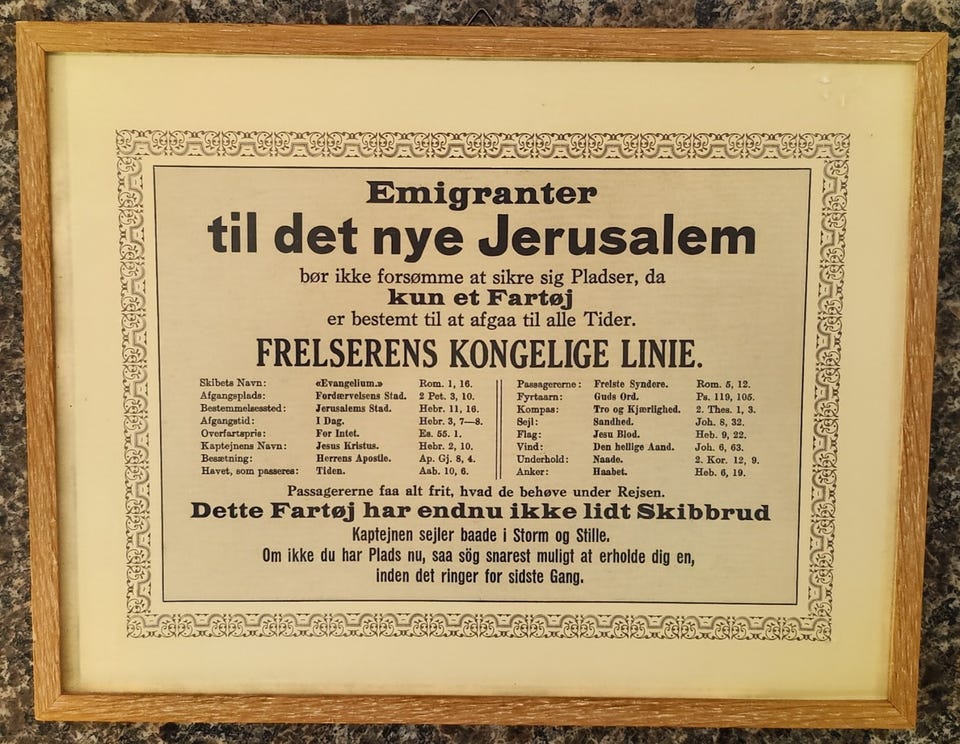 Emigranter
til det nye Jerusalem
bør ikke forsømme at sikre sig Pladser, da
kun et Fartøj
er bestemt til at afgaa til alle Tider.
FRELSERENS KONGELIGE LINIE.
Skibets Navn: «Evangelium.» Rom. 1, 16.
Afgangsplads: Fordærvelsens Stad. 2 Pet. 3, 10.
Bestemmelsessted: Jerusalems Stad. Hebr. 11, 16.
Afgangstid: I Dag. Hebr. 3, 7—8.
Overfartspris: For Intet. Es. 55. 1.
Kaptejnens Navn: Jesus Kristus. Hebr. 2, 10.
Besætning: Herrens Apostle. Ap. Gj. 8, 4.
Havet, som passeres: Tiden. Aab. 10, 6.
Passagererne: Frelste Syndere. Rom. 5, 12.
Fyrtaarn: Guds Ord. Ps. 119, 105.
Kompas: Tro og Kjærlighed. 2. Thes. 1, 3.
Sejl: Sandhed. Joh. 8, 32.
Flag: Jesu Blod. Heb. 9, 22.
Vind: Den hellige Aand. Joh. 6, 63.
Underhold: Naade. 2. Kor. 12, 9.
Anker: Haabet. Heb. 6, 19.
Passagererne faa alt frit, hvad de behøve under Rejsen.
Dette Fartøj har endnu ikke lidt Skibbrud
Kaptejnen sejler baade i Storm og Stille.
Om ikke du har Plads nu, saa sög snarest muligt at erholde dig en,
inden det ringer for sidste Gang.